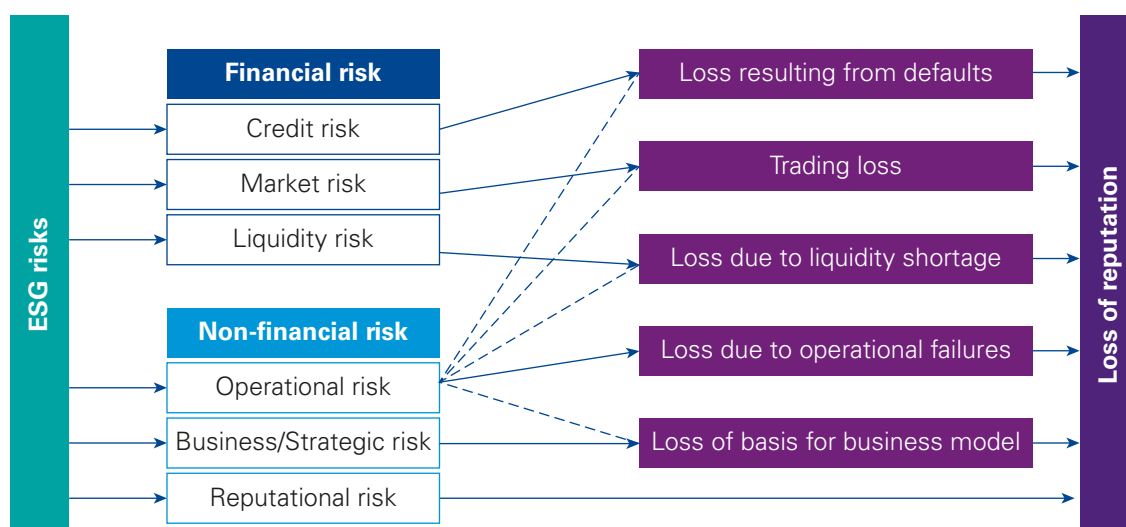 ESG risks
Financial risk
Credit risk
Market risk
Liquidity risk
Non-financial risk
Operational risk
Business/Strategic risk
Reputational risk
Loss resulting from defaults
Trading loss
Loss due to liquidity shortage
Loss due to operational failures
Loss of basis for business model
Loss of reputation